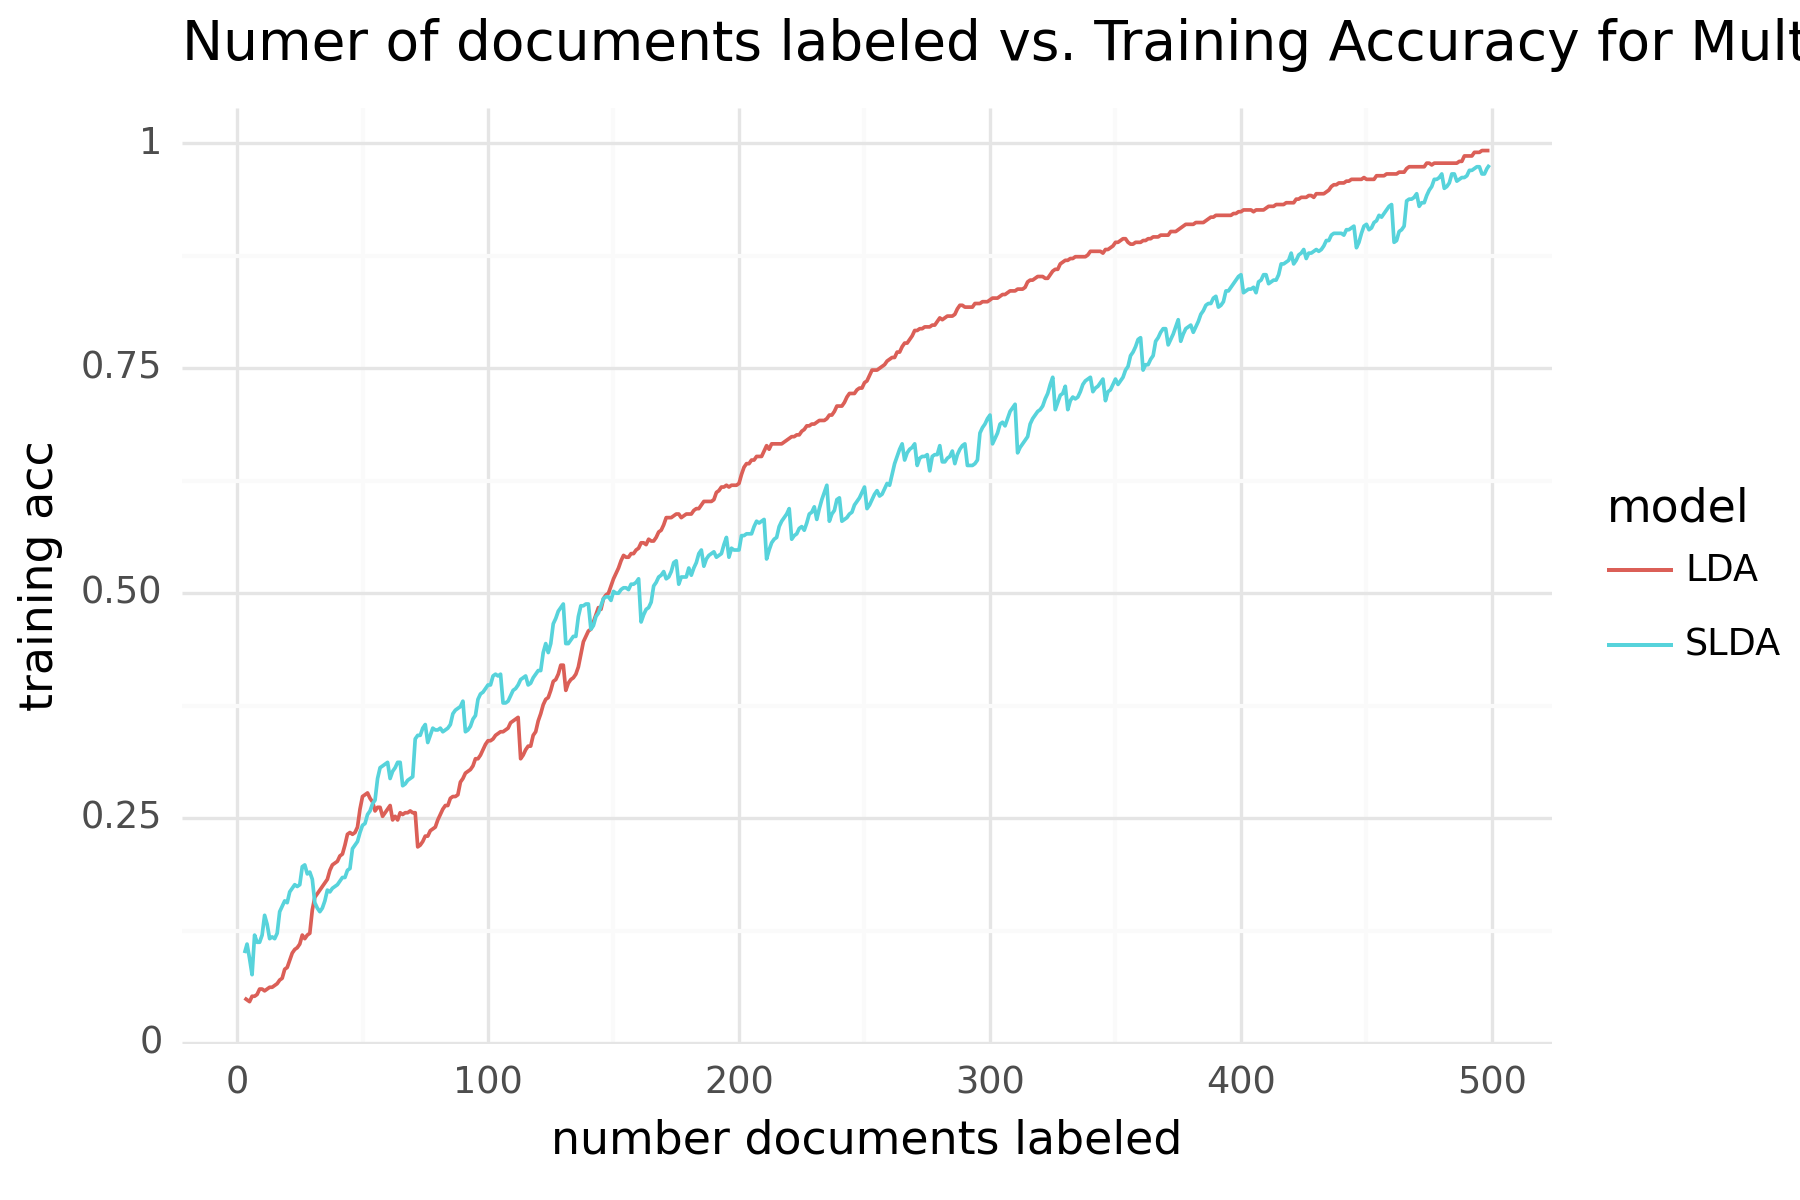 Numer of documents labeled vs. Training Accuracy for Mult
1
0.75
0.50
0.25
0
training acc
0
100
200
300
400
500
number documents labeled
model
LDA
SLDA